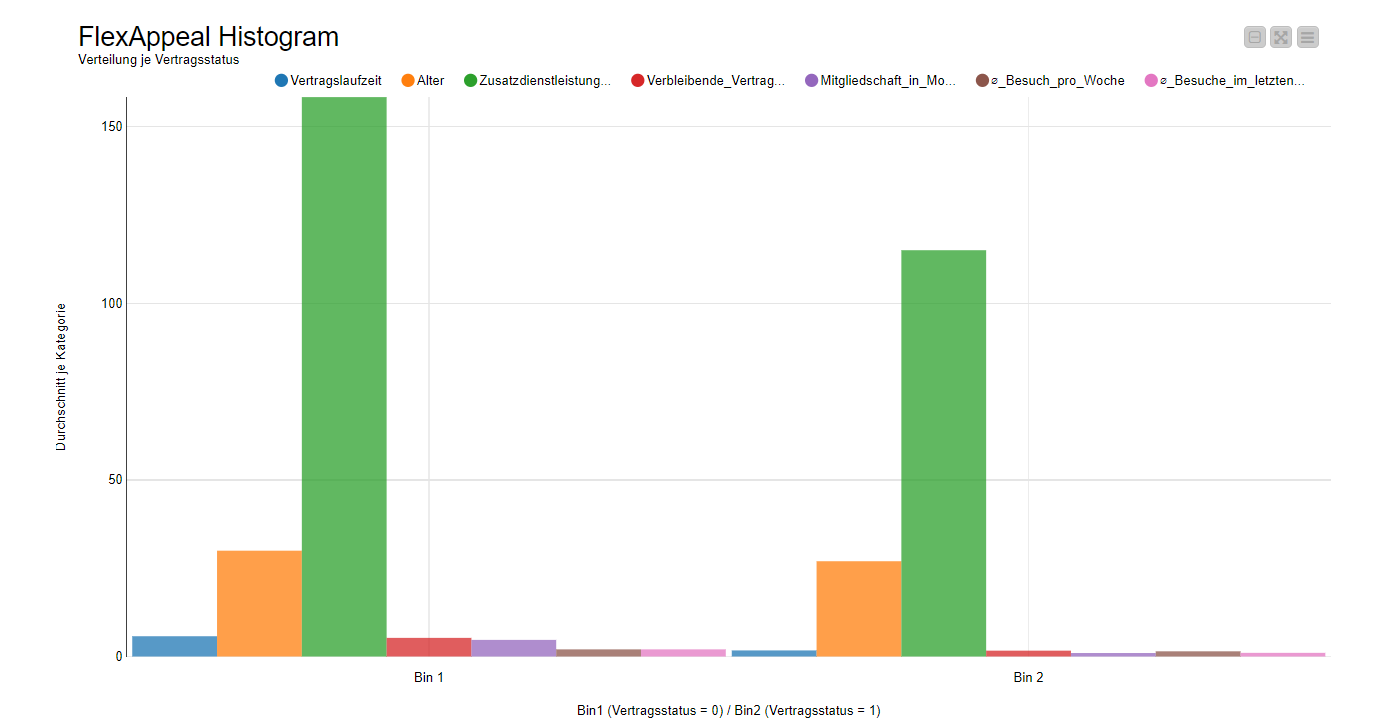 FlexAppeal Histogram
Verteilung je Vertragsstatus
Vertragslaufzeit Alter Zusatzdienstleistung... Verbleibende_Vertrag... Mitgliedschaft_in_Mo... ⌀_Besuch_pro_Woche ⌀_Besuche_im_letzten...
150
100
50
0
Durchschnitt je Kategorie
Bin 1 Bin 2
Bin1 (Vertragsstatus = 0) / Bin2 (Vertragsstatus = 1)